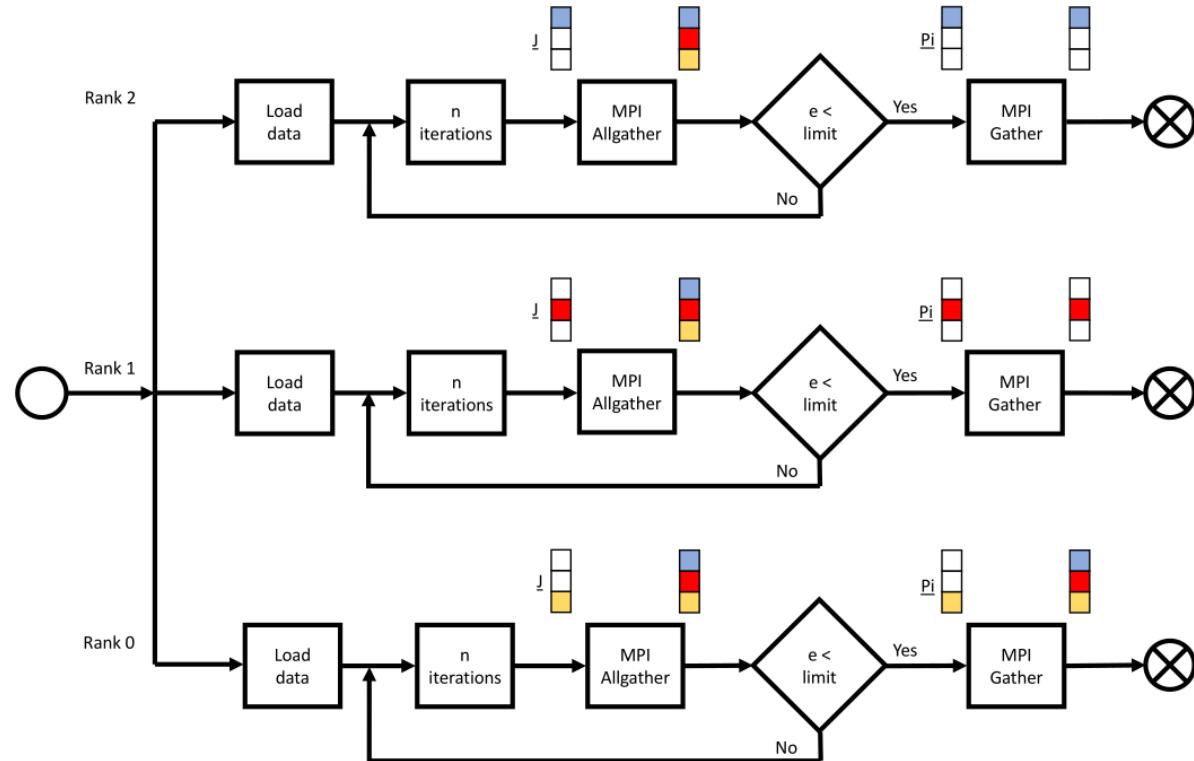 J
Pi
Rank 2
Load
data
n
iterations
MPI
Allgather
e <
limit
Yes
MPI
Gather
No
J
Pi
Rank 1
Load
data
n
iterations
MPI
Allgather
e <
limit
Yes
MPI
Gather
No
J
Pi
Rank 0
Load
data
n
iterations
MPI
Allgather
e <
limit
Yes
MPI
Gather
No